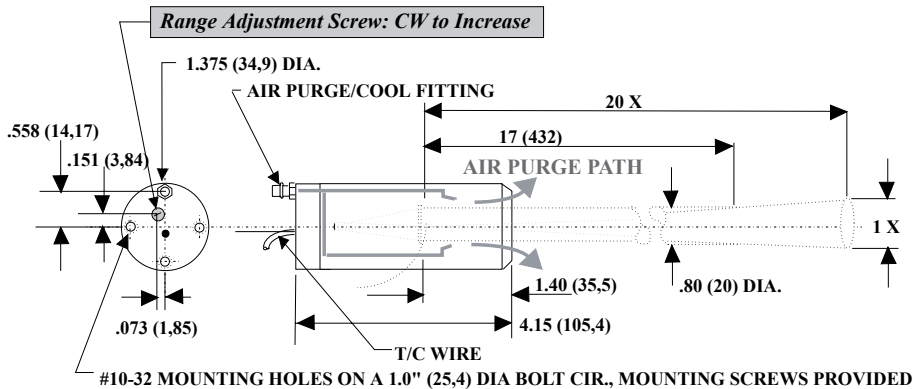 Range Adjustment Screw: CW to Increase
1.375 (34,9) DIA.
AIR PURGE/COOL FITTING
20 X
.558 (14,17)
17 (432)
.151 (3,84)
AIR PURGE PATH
1 X
1.40 (35,5)
.80 (20) DIA.
.073 (1,85)
4.15 (105,4)
T/C WIRE
#10-32 MOUNTING HOLES ON A 1.0" (25,4) DIA BOLT CIR., MOUNTING SCREWS PROVIDED